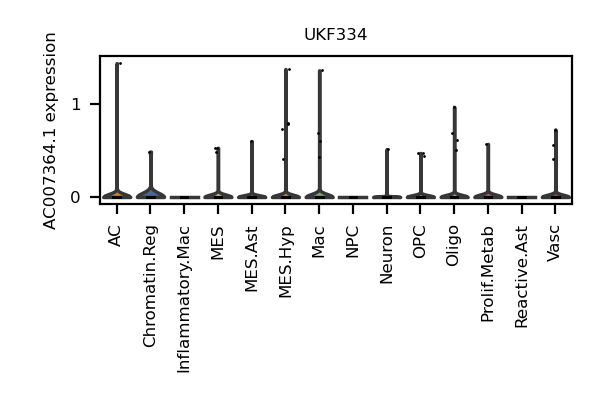 UKF334
AC007364.1 expression
1
0
AC
Chromatin.Reg
Inflammatory.Mac
MES
MES.Ast
MES.Hyp
Mac
NPC
Neuron
OPC
Oligo
Prolif.Metab
Reactive.Ast
Vasc